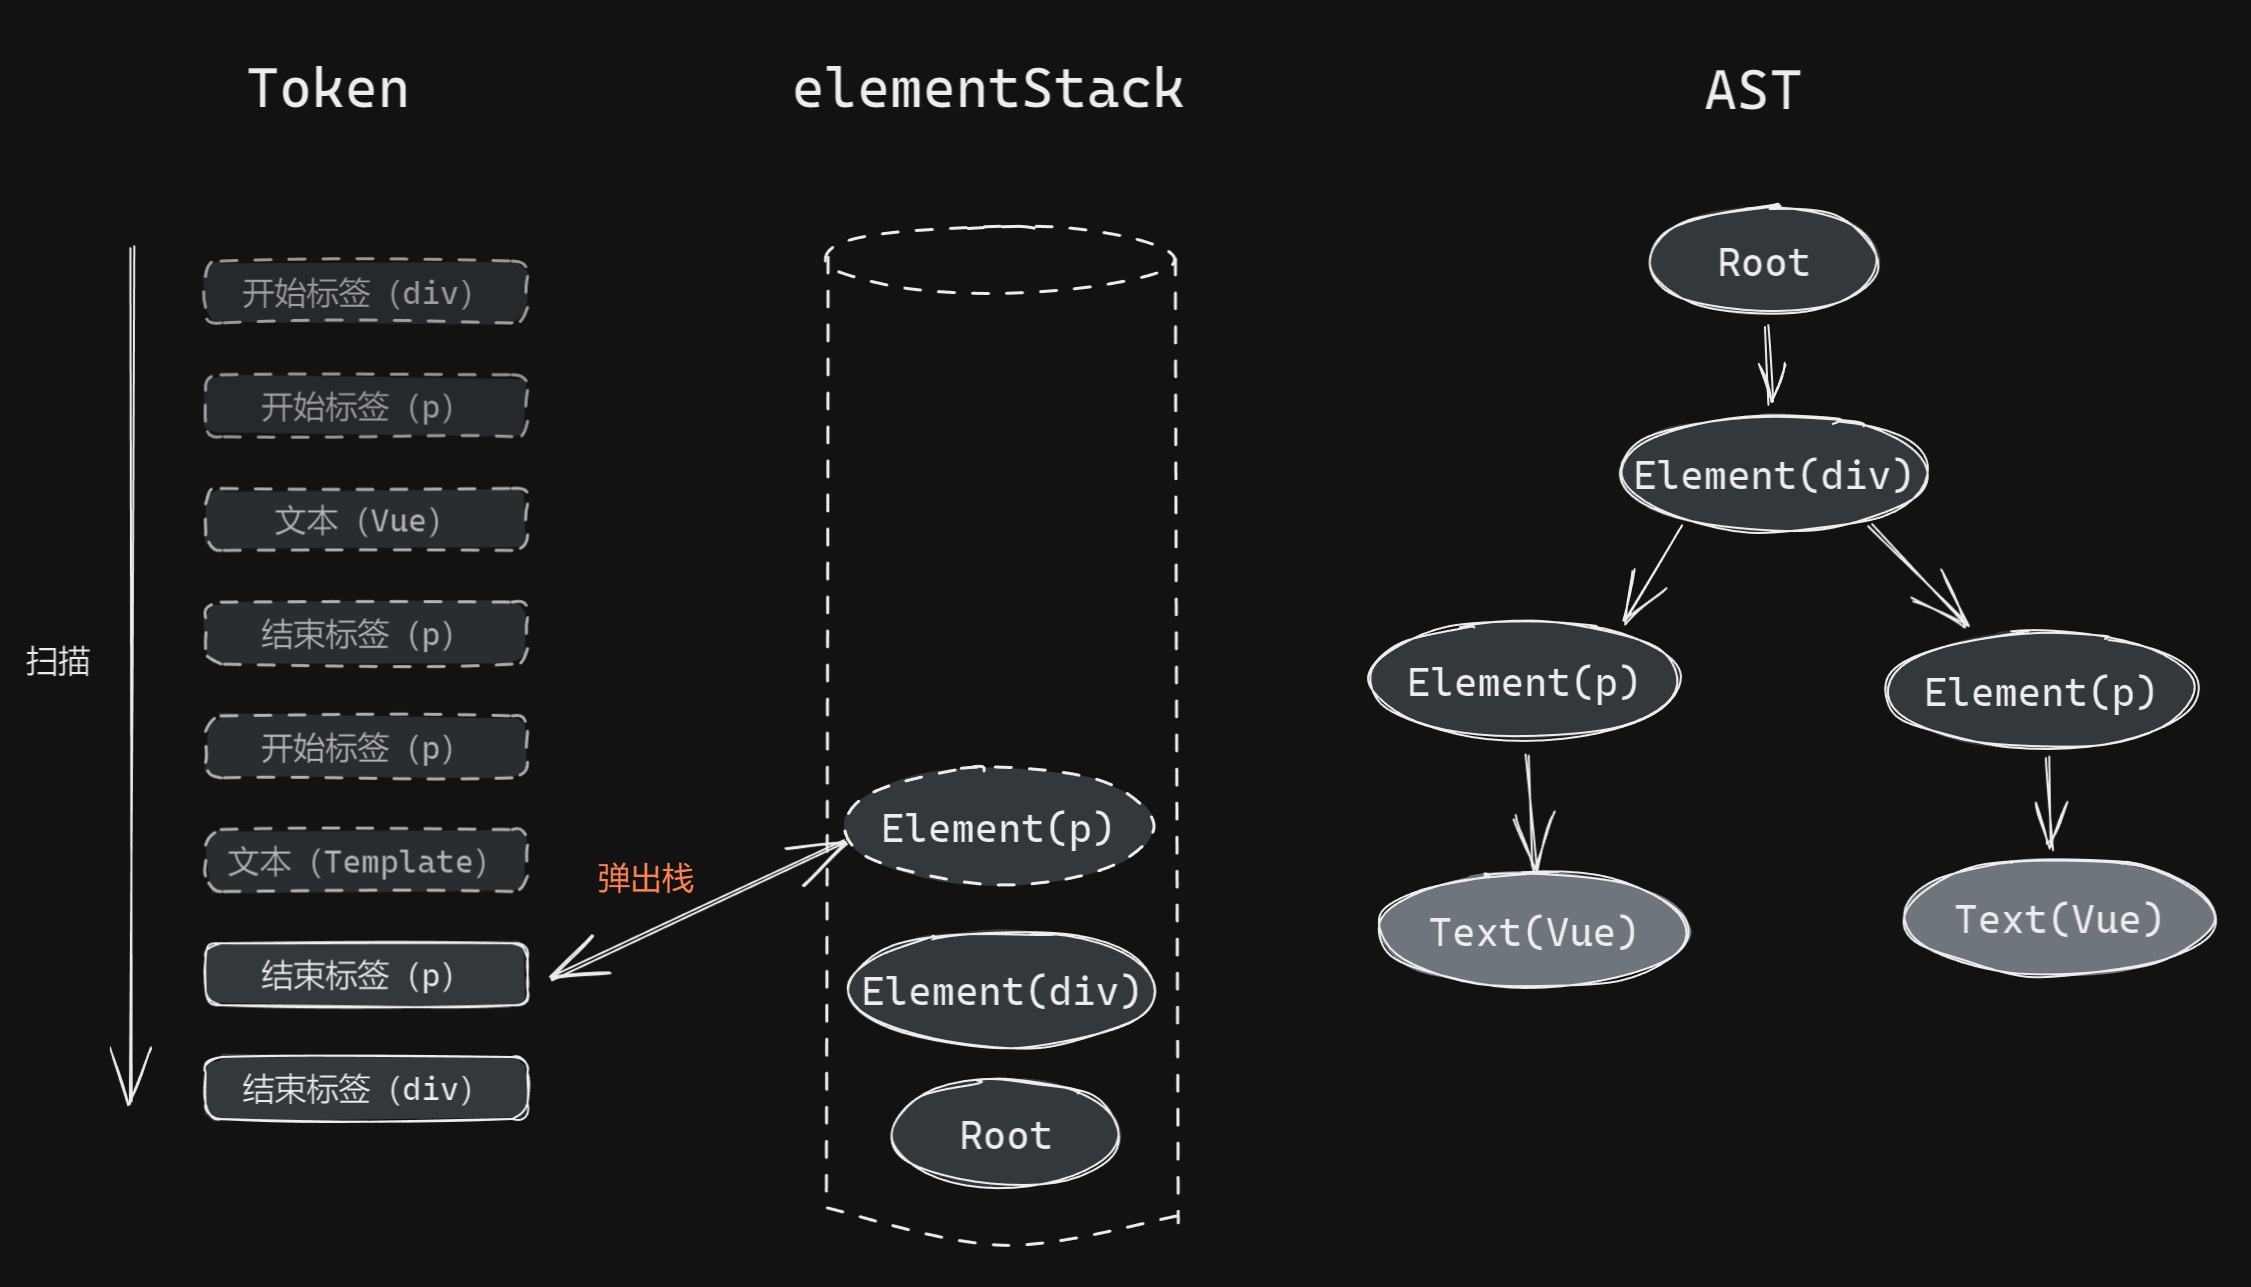 Token
elementStack
AST
扫描
开始标签（div）
开始标签（p）
文本（Vue）
结束标签（p）
开始标签（p）
文本（Template）
结束标签（p）
结束标签（div）
弹出栈
Element(p)
Element(div)
Root
Root
Element(div)
Element(p)
Element(p)
Text(Vue)
Text(Vue)